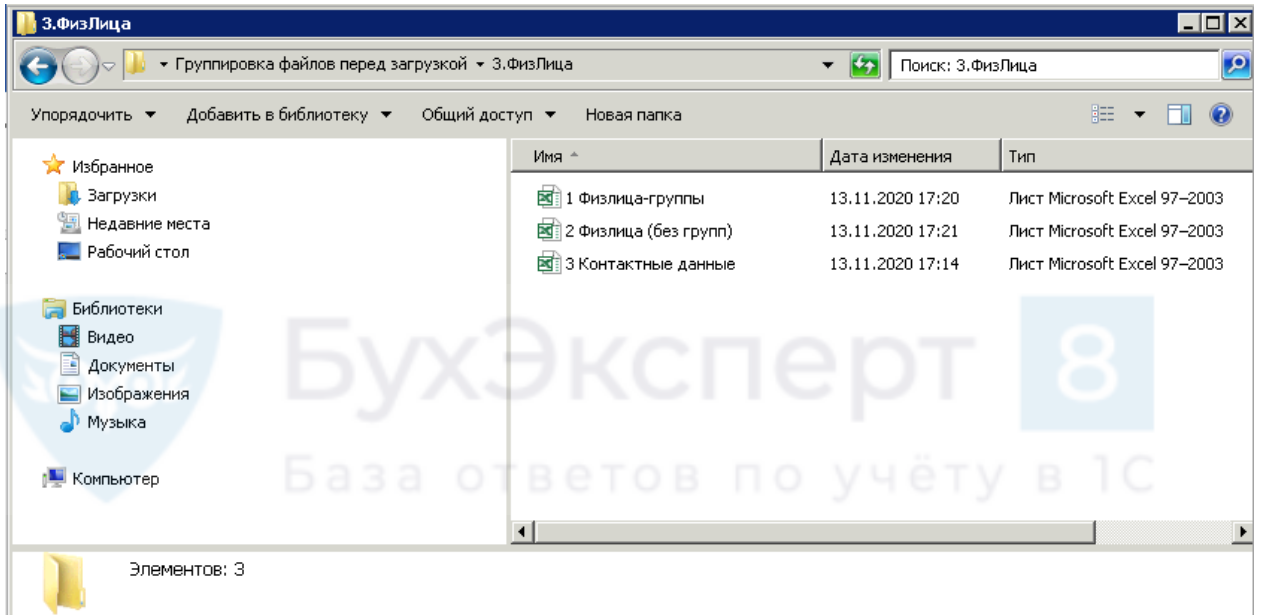 3.ФизЛица
Группировка файлов перед загрузкой 3.ФизЛица
Поиск: 3.ФизЛица
Упорядочить Добавить в библиотеку Общий доступ Новая папка
Избранное
Загрузки
Недавние места
Рабочий стол
Библиотеки
Видео
Документы
Изображения
Музыка
Компьютер
Имя Дата изменения Тип
1 Физлица-группы 13.11.2020 17:20 Лист Microsoft Excel 97–2003
2 Физлица (без групп) 13.11.2020 17:21 Лист Microsoft Excel 97–2003
3 Контактные данные 13.11.2020 17:14 Лист Microsoft Excel 97–2003
БухЭксперт 8
База ответов по учёту в 1С
Элементов: 3